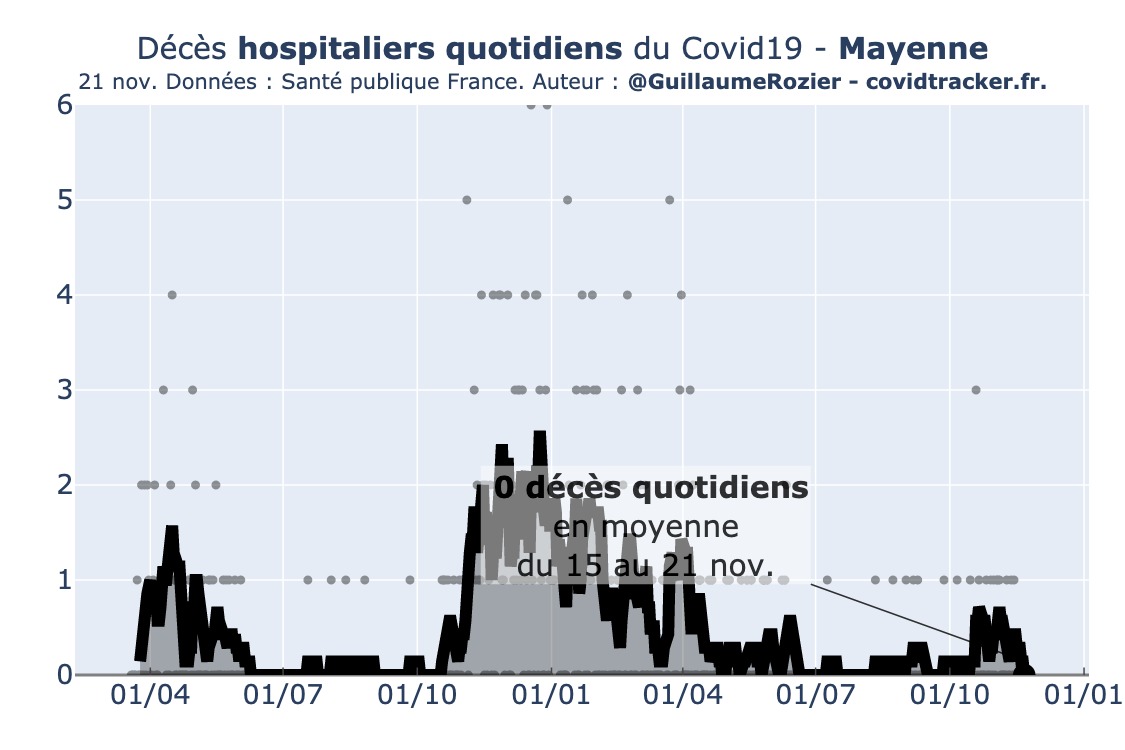 Décès hospitaliers quotidiens du Covid19 - Mayenne
21 nov. Données : Santé publique France. Auteur : @GuillaumeRozier - covidtracker.fr.
6
5
4
3
2
1
0
0 décès quotidiens
en moyenne
du 15 au 21 nov.
01/04 01/07 01/10 01/01 01/04 01/07 01/10 01/01